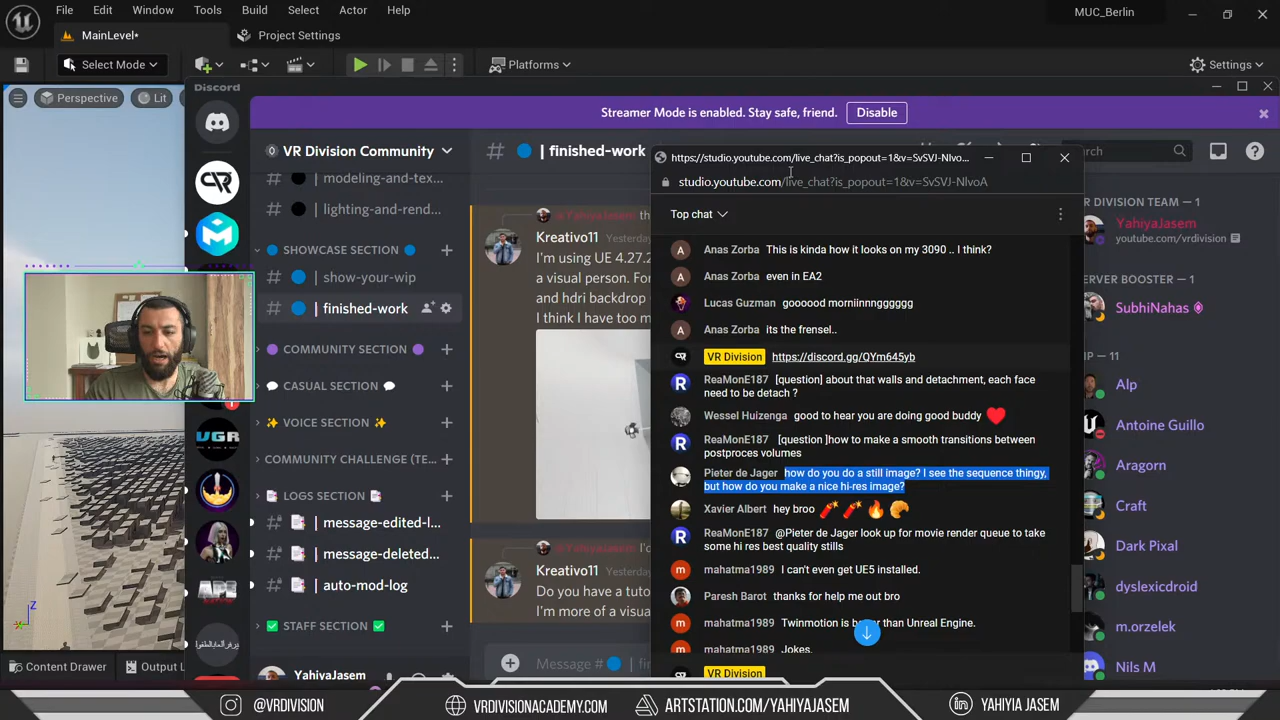 File Edit Window Tools Build Select Actor Help
MUC_Berlin
MainLevel*
Project Settings
Select Mode
Platforms
Settings
Perspective
Lit
Discord
Streamer Mode is enabled. Stay safe, friend.
Disable
VR Division Community
| modeling-and-tex...
| lighting-and-rend...
SHOWCASE SECTION
| show-your-wip
| finished-work
COMMUNITY SECTION
CASUAL SECTION
VOICE SECTION
COMMUNITY CHALLENGE (TE...
LOGS SECTION
| message-edited-l...
| message-deleted...
| auto-mod-log
STAFF SECTION
YahiyaJasem
| finished-work
Kreativo11 Yesterday
I'm using UE 4.27.2
a visual person. For
and hdri backdrop
I think I have too m
Kreativo11 Yesterday
Do you have a tuto
I'm more of a visua
Message # | fin
https://studio.youtube.com/live_chat?is_popout=1&v=SvSVJ-NIvo...
studio.youtube.com/live_chat?is_popout=1&v=SvSVJ-NIvoA
Top chat
Anas Zorba This is kinda how it looks on my 3090 .. I think?
Anas Zorba even in EA2
Lucas Guzman goooood morniinnngggggg
Anas Zorba its the frensel..
VR Division https://discord.gg/QYm645yb
ReaMonE187 [question] about that walls and detachment, each face
need to be detach ?
Wessel Huizenga good to hear you are doing good buddy
ReaMonE187 [question ]how to make a smooth transitions between
postproces volumes
Pieter de Jager how do you do a still image? I see the sequence thingy,
but how do you make a nice hi-res image?
Xavier Albert hey broo
ReaMonE187 @Pieter de Jager look up for movie render queue to take
some hi res best quality stills
mahatma1989 I can't even get UE5 installed.
Paresh Barot thanks for help me out bro
mahatma1989 Twinmotion is than Unreal Engine.
mahatma1989 Jokes.
VR Division
VR DIVISION TEAM — 1
YahiyaJasem
youtube.com/vrdivision
SERVER BOOSTER — 1
SubhiNahas
— 11
Alp
Antoine Guillo
Aragorn
Craft
Dark Pixal
dyslexicdroid
m.orzelek
Nils M
UGR
APE
Z
Content Drawer
Output L
@VRDIVISION
VRDIVISIONACADEMY.COM
ARTSTATION.COM/YAHIYAJASEM
YAHIYIA JASEM